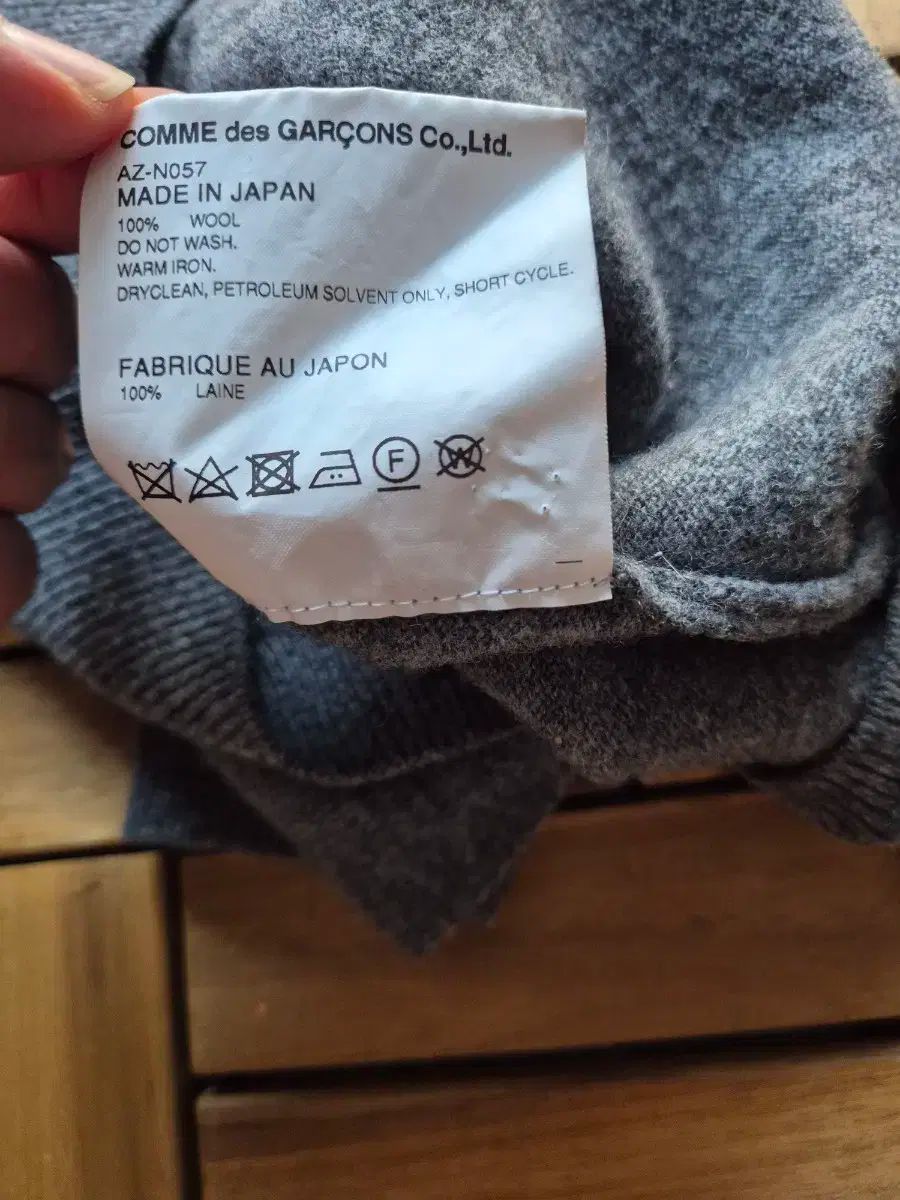 COMME des GARÇONS Co.,Ltd.
AZ-N057
MADE IN JAPAN
100% WOOL
DO NOT WASH.
WARM IRON.
DRYCLEAN, PETROLEUM SOLVENT ONLY, SHORT CYCLE.
FABRIQUE AU JAPON
100% LAINE
F W